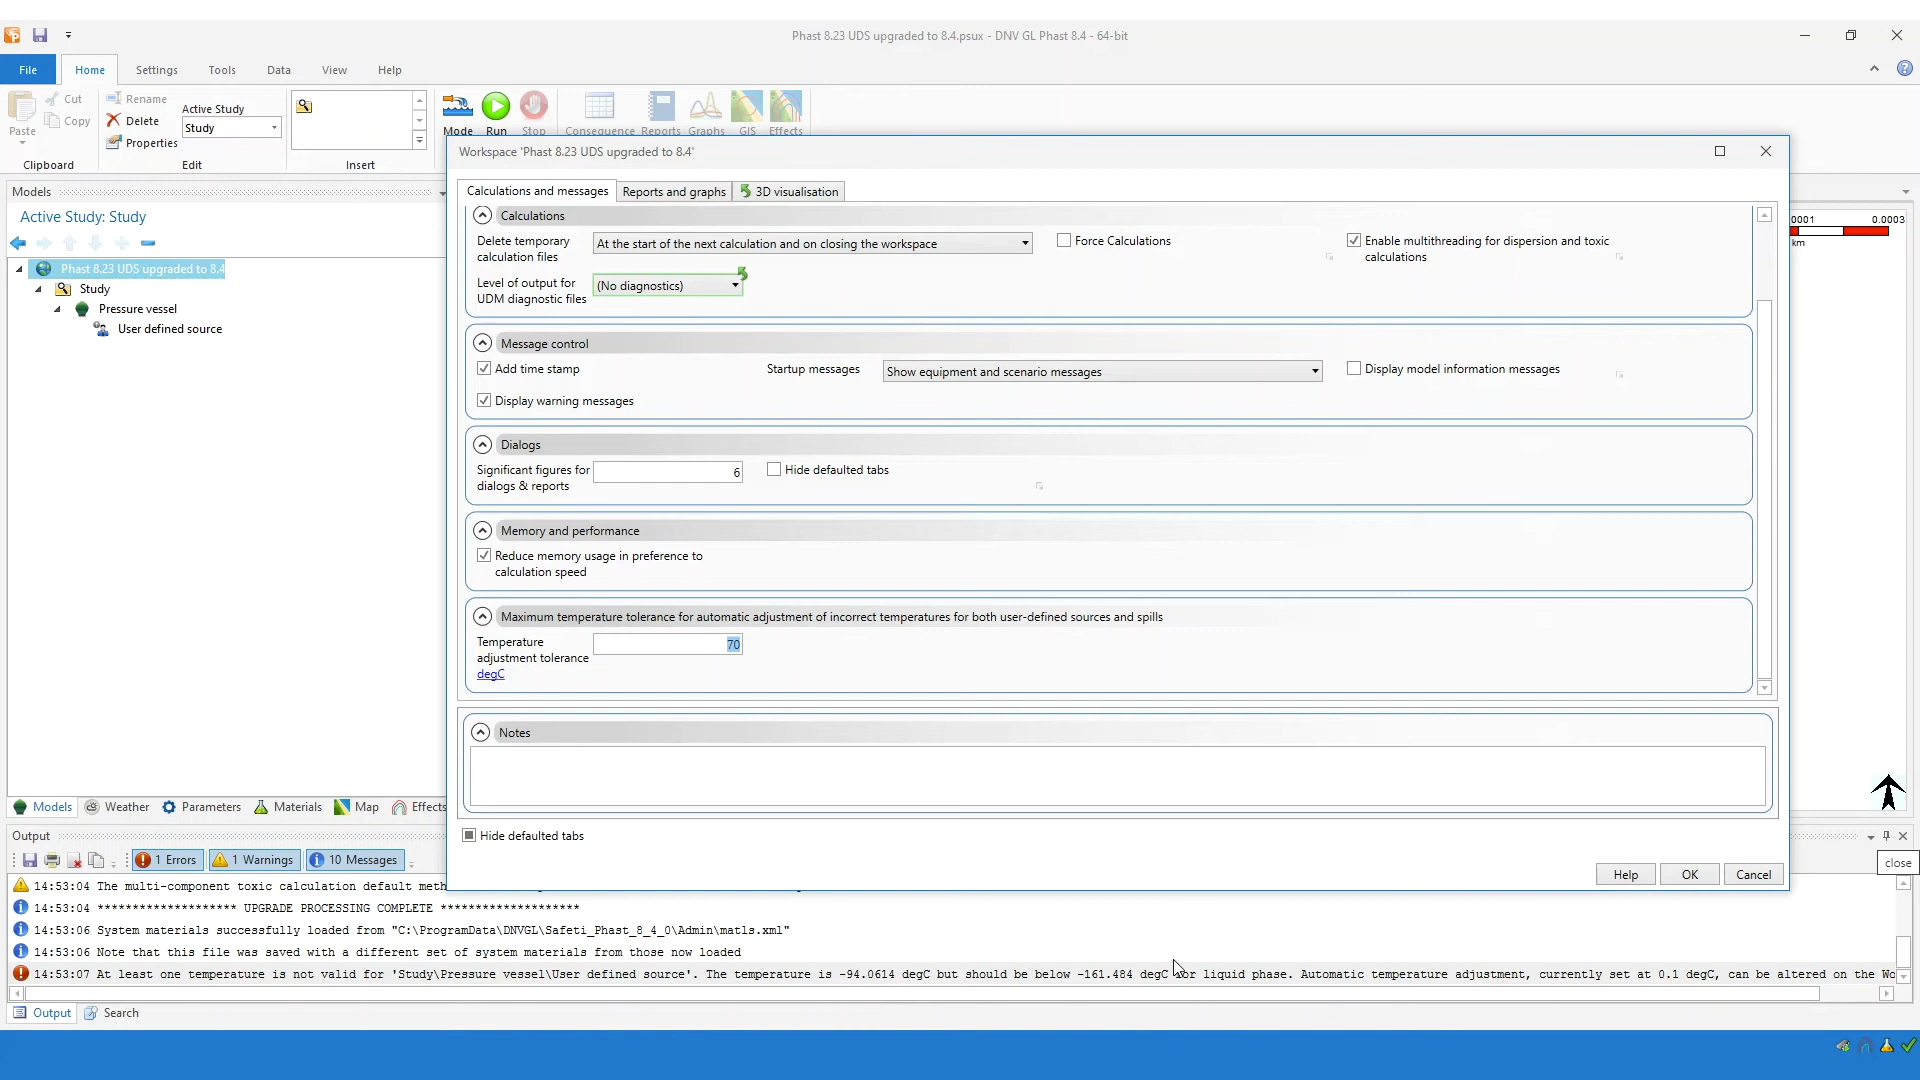 Phast 8.23 UDS upgraded to 8.4.psux - DNV GL Phast 8.4 - 64-bit
File Home Settings Tools Data View Help
Paste Cut Copy Clipboard
Rename Delete Properties Active Study Study Edit
Insert
Mode Run Stop Consequence Reports Graphs GIS Effects
Workspace 'Phast 8.23 UDS upgraded to 8.4'
Calculations and messages Reports and graphs 3D visualisation
Calculations
Delete temporary calculation files At the start of the next calculation and on closing the workspace
Force Calculations
Enable multithreading for dispersion and toxic
calculations
Level of output for
UDM diagnostic files (No diagnostics)
Message control
Add time stamp Startup messages Show equipment and scenario messages Display model information messages
Display warning messages
Dialogs
Significant figures for
dialogs & reports 6 Hide defaulted tabs
Memory and performance
Reduce memory usage in preference to
calculation speed
Maximum temperature tolerance for automatic adjustment of incorrect temperatures for both user-defined sources and spills
Temperature
adjustment tolerance 70
degC
Notes
Hide defaulted tabs
Help OK Cancel
Models
Active Study: Study
Phast 8.23 UDS upgraded to 8.4
Study
Pressure vessel
User defined source
0001 0.0003
km
Models Weather Parameters Materials Map Effects
Output
1 Errors 1 Warnings 10 Messages
close
14:53:04 The multi-component toxic calculation default
14:53:04 ******************** UPGRADE PROCESSING COMPLETE ********************
14:53:06 System materials successfully loaded from "C:\ProgramData\DNVGL\Safeti_Phast_8_4_0\Admin\matls.xml"
14:53:06 Note that this file was saved with a different set of system materials from those now loaded
14:53:07 At least one temperature is not valid for 'Study\Pressure vessel\User defined source'. The temperature is -94.0614 degC but should be below -161.484 degC for liquid phase. Automatic temperature adjustment, currently set at 0.1 degC, can be altered on the Wo
Output Search